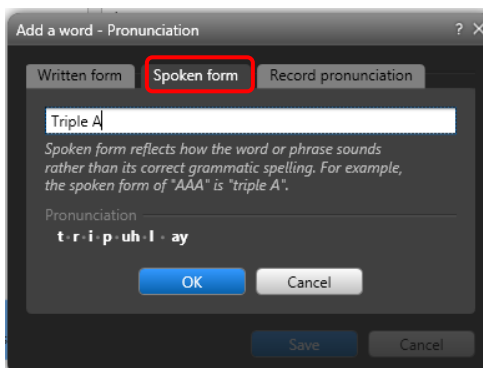 Add a word - Pronunciation ? X
Written form Spoken form Record pronunciation
Triple A
Spoken form reflects how the word or phrase sounds
rather than its correct grammatic spelling. For example,
the spoken form of "AAA" is "triple A".
Pronunciation
t·r·i·p·uh·l · ay
OK Cancel
Save Cancel